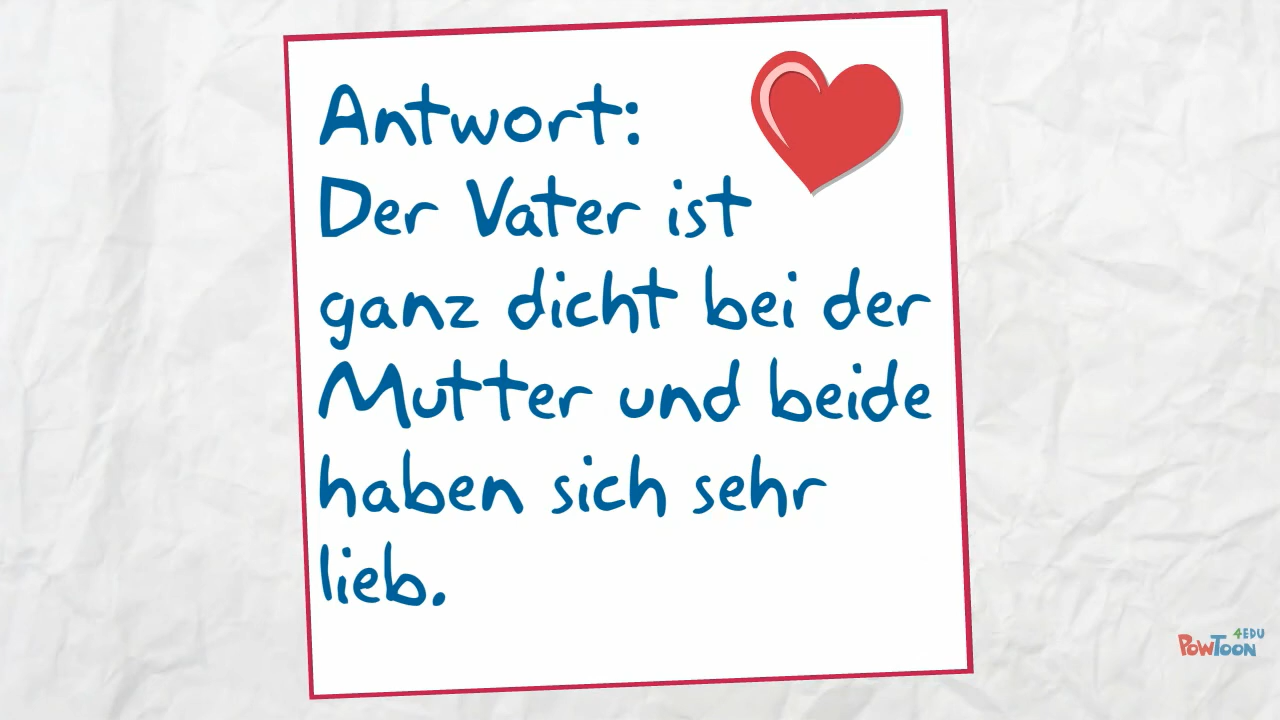 Antwort:
Der Vater ist
ganz dicht bei der
Mutter und beide
haben sich sehr
lieb.
4EDU
PowToon